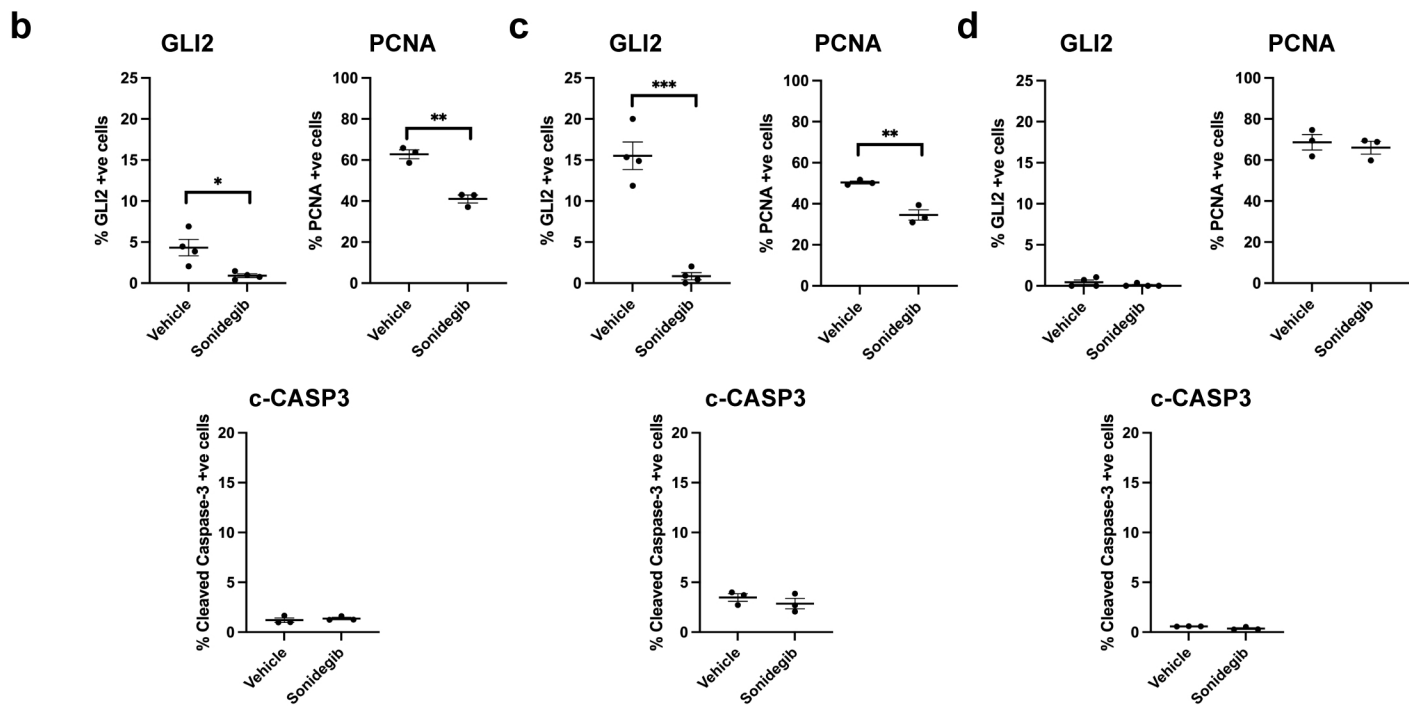 b
GLI2
% GLI2 +ve cells
25
20
15
10
5
0
*
Vehicle
Sonidegib
PCNA
% PCNA +ve cells
100
80
60
40
20
0
**
Vehicle
Sonidegib
c-CASP3
% Cleaved Caspase-3 +ve cells
20
15
10
5
0
Vehicle
Sonidegib
c
GLI2
% GLI2 +ve cells
25
20
15
10
5
0
***
Vehicle
Sonidegib
PCNA
% PCNA +ve cells
100
80
60
40
20
0
**
Vehicle
Sonidegib
c-CASP3
% Cleaved Caspase-3 +ve cells
20
15
10
5
0
Vehicle
Sonidegib
d
GLI2
% GLI2 +ve cells
25
20
15
10
5
0
Vehicle
Sonidegib
PCNA
% PCNA +ve cells
100
80
60
40
20
0
Vehicle
Sonidegib
c-CASP3
% Cleaved Caspase-3 +ve cells
20
15
10
5
0
Vehicle
Sonidegib